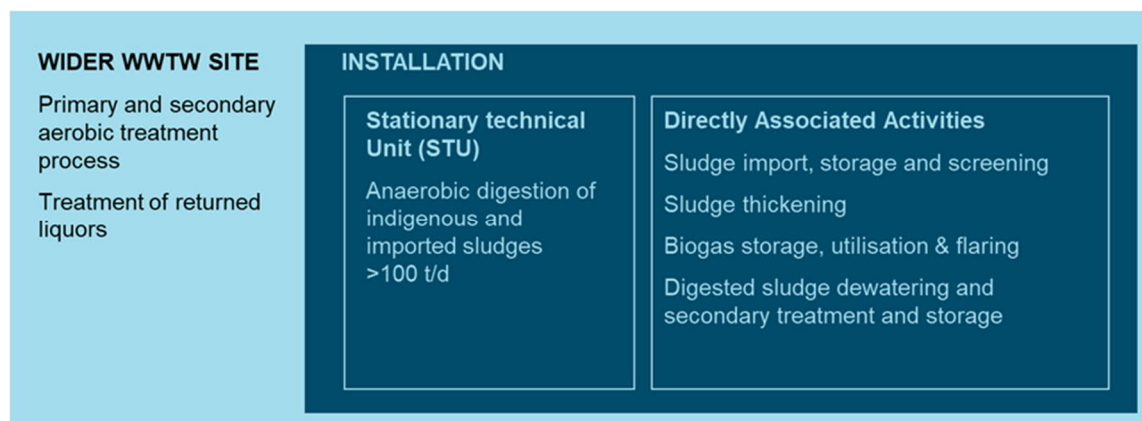 WIDER WWTW SITE
Primary and secondary
aerobic treatment
process
Treatment of returned
liquors
INSTALLATION
Stationary technical
Unit (STU)
Anaerobic digestion of
indigenous and
imported sludges
>100 t/d
Directly Associated Activities
Sludge import, storage and screening
Sludge thickening
Biogas storage, utilisation & flaring
Digested sludge dewatering and
secondary treatment and storage